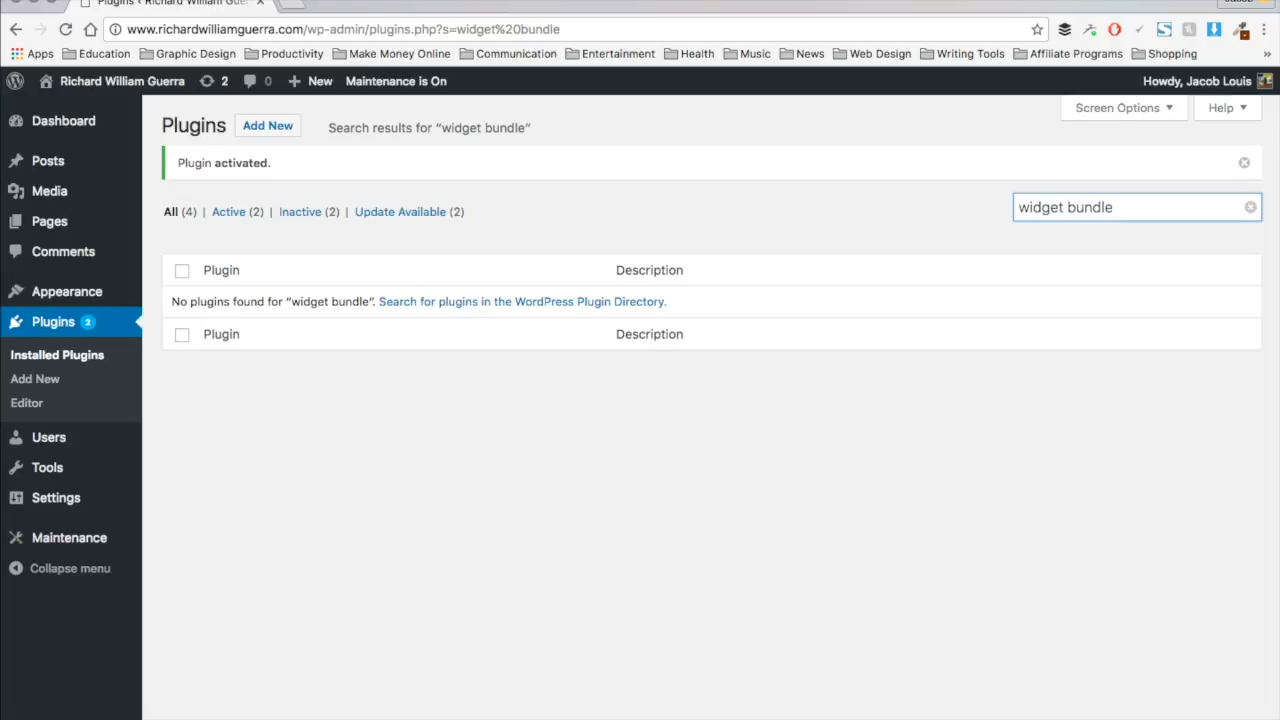 Plugins ‹ Richard William Guer
www.richardwilliamguerra.com/wp-admin/plugins.php?s=widget%20bundle
Apps Education Graphic Design Productivity Make Money Online Communication Entertainment Health Music News Web Design Writing Tools Affiliate Programs Shopping »
Richard William Guerra 2 0 New Maintenance is On Howdy, Jacob Louis
Screen Options Help
Dashboard
Posts
Media
Pages
Comments
Appearance
Plugins 2
Installed Plugins
Add New
Editor
Users
Tools
Settings
Maintenance
Collapse menu
Plugins Add New Search results for “widget bundle”
Plugin activated.
All (4) | Active (2) | Inactive (2) | Update Available (2)
widget bundle
Plugin Description
No plugins found for “widget bundle”. Search for plugins in the WordPress Plugin Directory.
Plugin Description